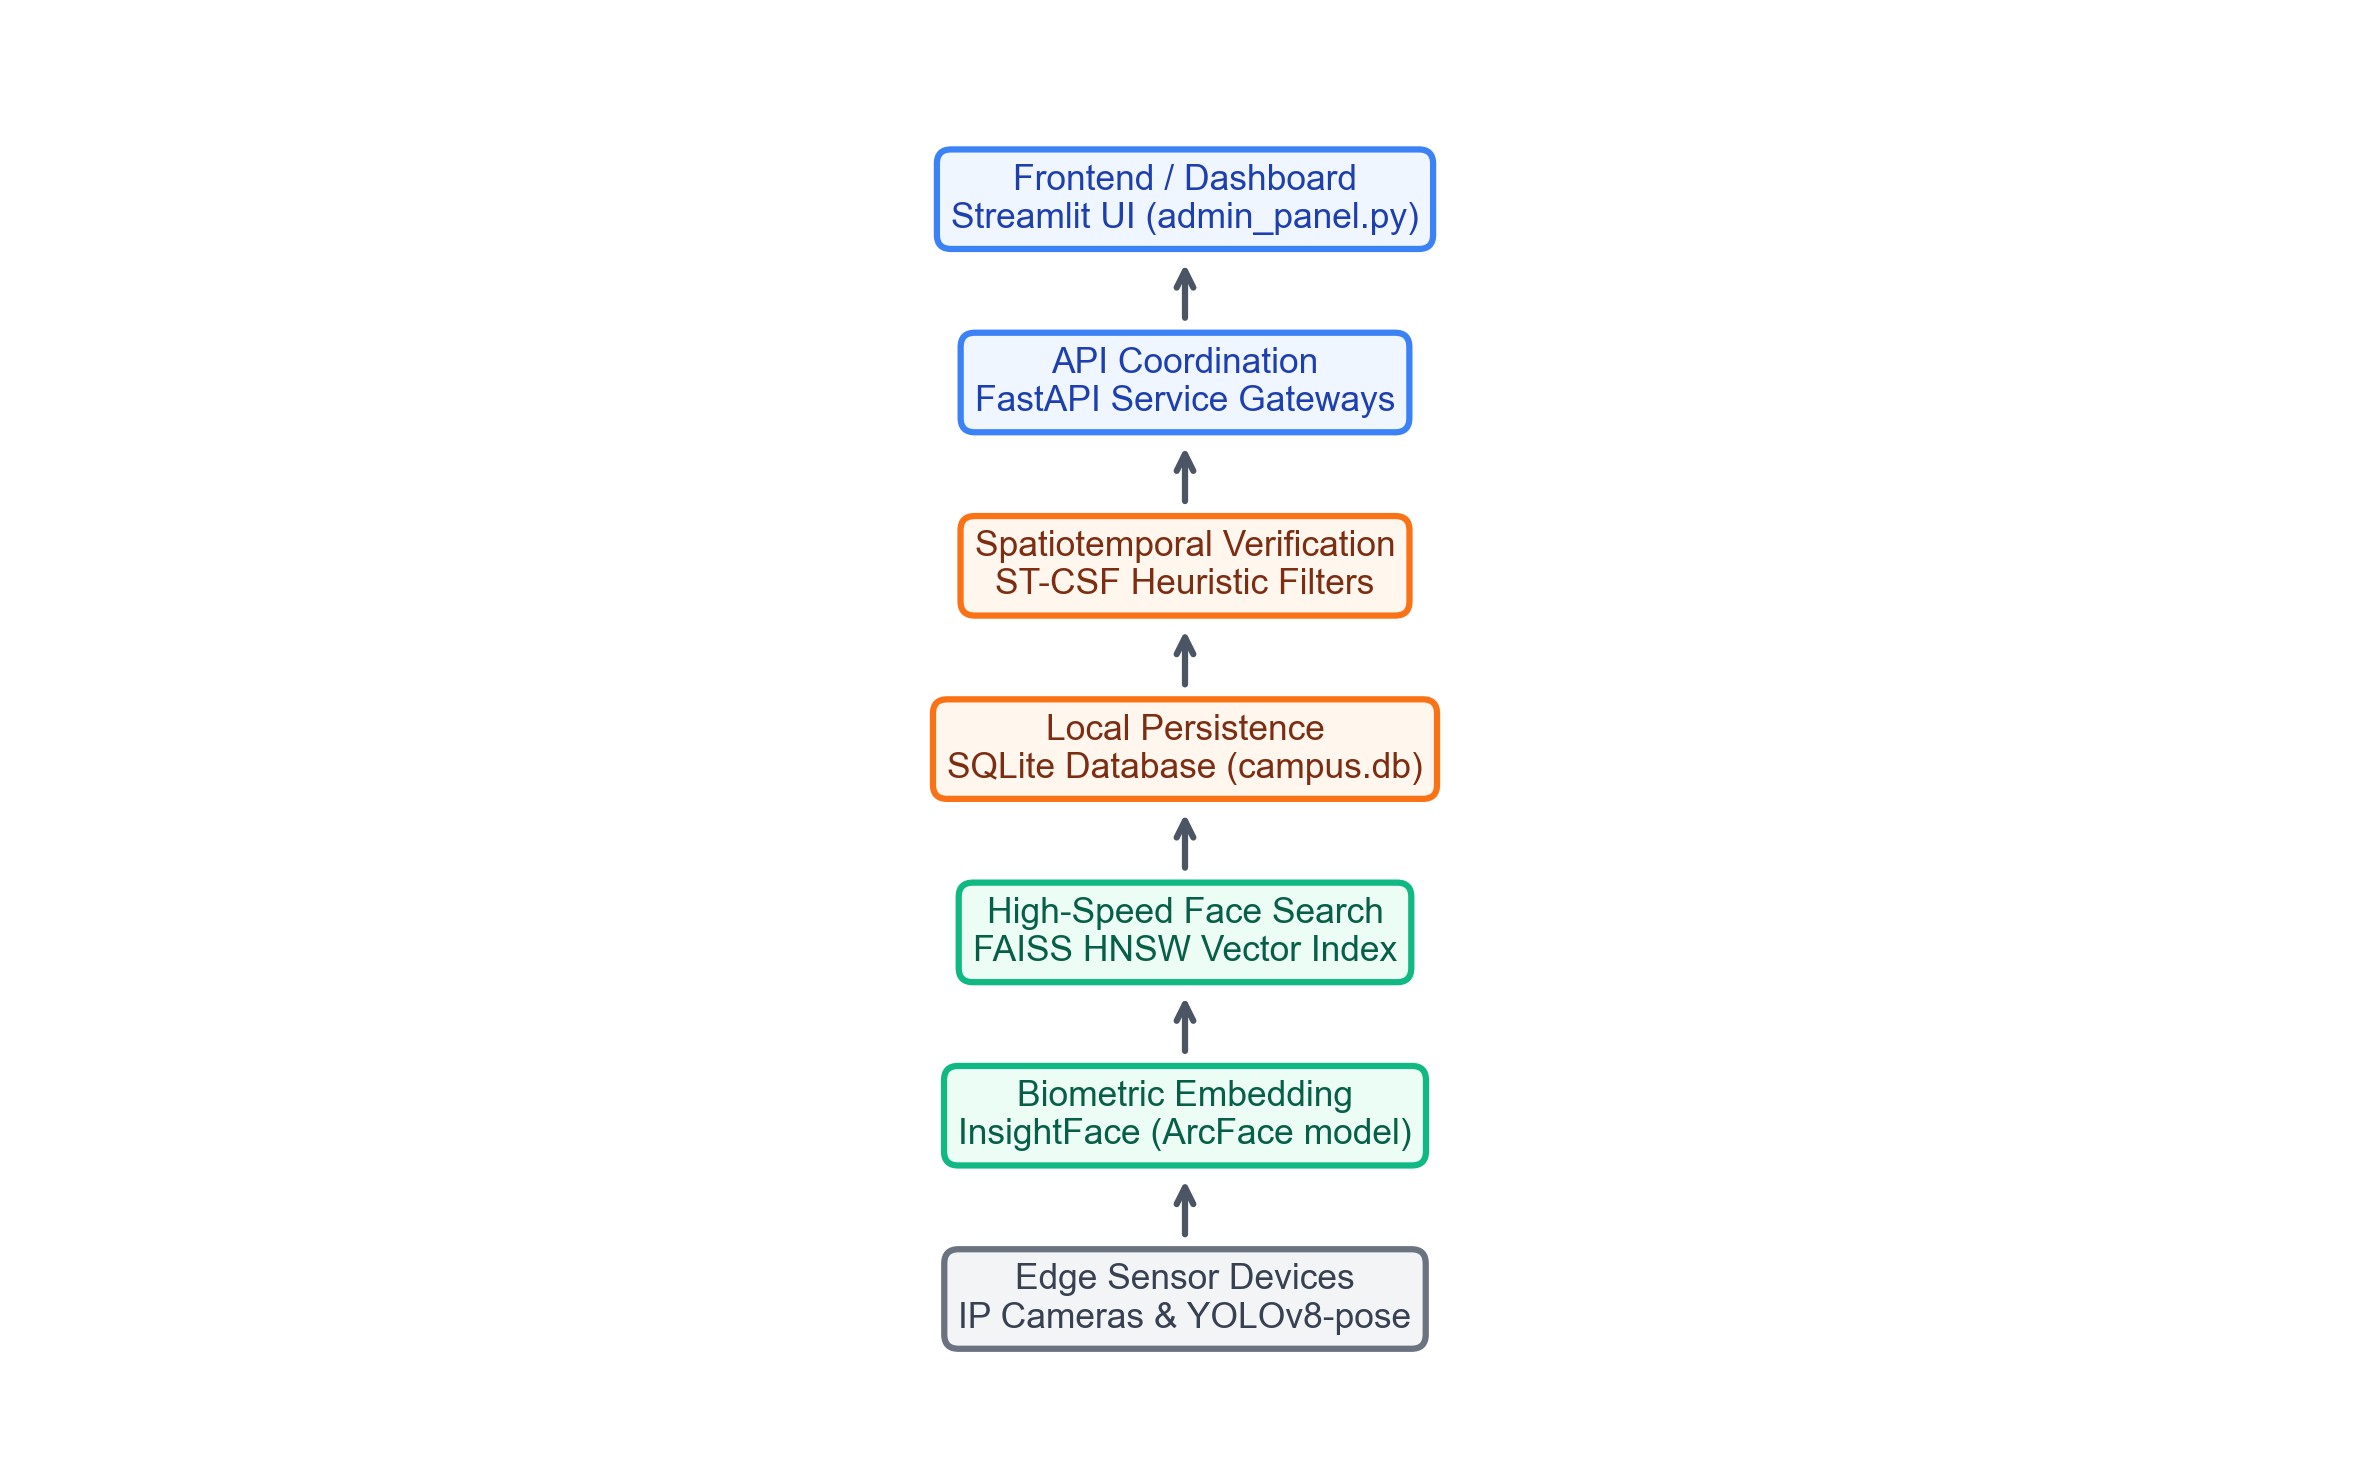 Frontend / Dashboard
Streamlit UI (admin_panel.py)
API Coordination
FastAPI Service Gateways
Spatiotemporal Verification
ST-CSF Heuristic Filters
Local Persistence
SQLite Database (campus.db)
High-Speed Face Search
FAISS HNSW Vector Index
Biometric Embedding
InsightFace (ArcFace model)
Edge Sensor Devices
IP Cameras & YOLOv8-pose